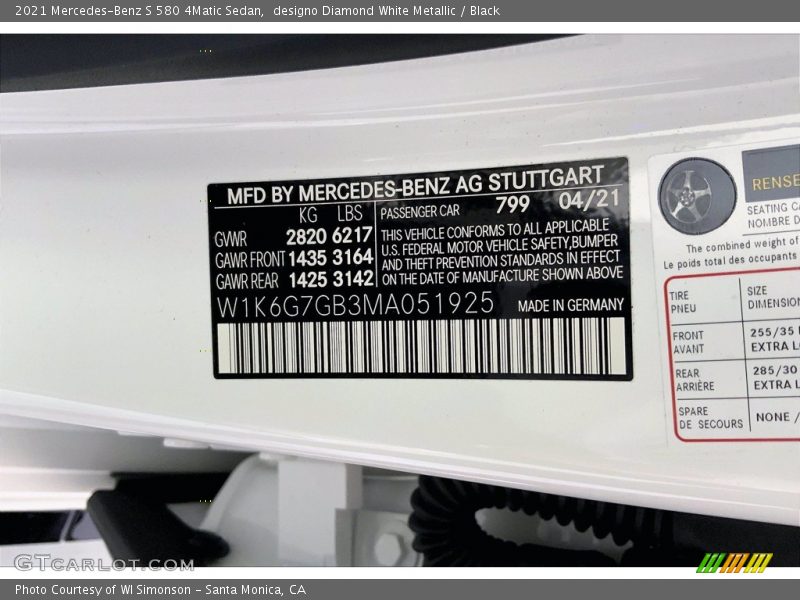 2021 Mercedes-Benz S 580 4Matic Sedan,  designo Diamond White Metallic / Black
MFD BY MERCEDES-BENZ AG STUTTGART
KG LBS
PASSENGER CAR 799 04/21
GVWR 2820 6217
GAWR FRONT 1435 3164
GAWR REAR 1425 3142
THIS VEHICLE CONFORMS TO ALL APPLICABLE
U.S. FEDERAL MOTOR VEHICLE SAFETY,BUMPER
AND THEFT PREVENTION STANDARDS IN EFFECT
ON THE DATE OF MANUFACTURE SHOWN ABOVE
W1K6G7GB3MA051925 MADE IN GERMANY
SEATING
NOMBRE
The combined weight of
Le poids total des occupants
TIRE SIZE
PNEU
FRONT 255/35
AVANT EXTRA
REAR 285/30
ARRIÈRE EXTRA
SPARE NONE /
DE SECOURS
GTCARLOT.COM
Photo Courtesy of WI Simonson - Santa Monica, CA